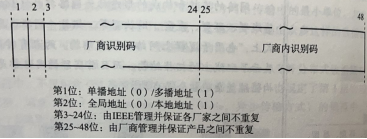 1 2 3 24 25 48
厂商识别码 厂商内识别码
第1位：单播地址（0）/多播地址（1）
第2位：全局地址（0）/本地地址（1）
第3~24位：由IEEE管理并保证各厂家之间不重复
第25~48位：由厂商管理并保证产品之间不重复